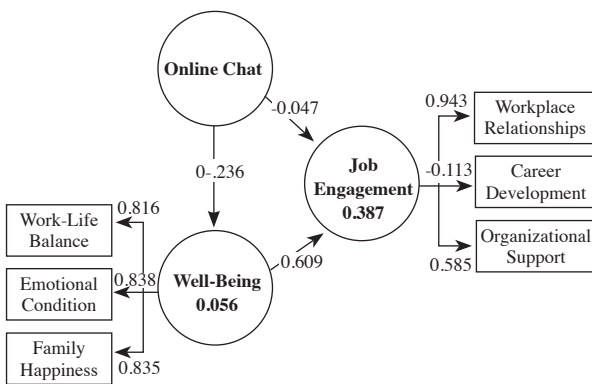 Online Chat
-0.047
0.943
Workplace
Relationships
Job
Engagement
0.387
-0.113
Career
Development
0-.236
0.816
Work-Life
Balance
Organizational
Support
0.585
0.609
Well-Being
0.056
0.838
Emotional
Condition
Family
Happiness
0.835